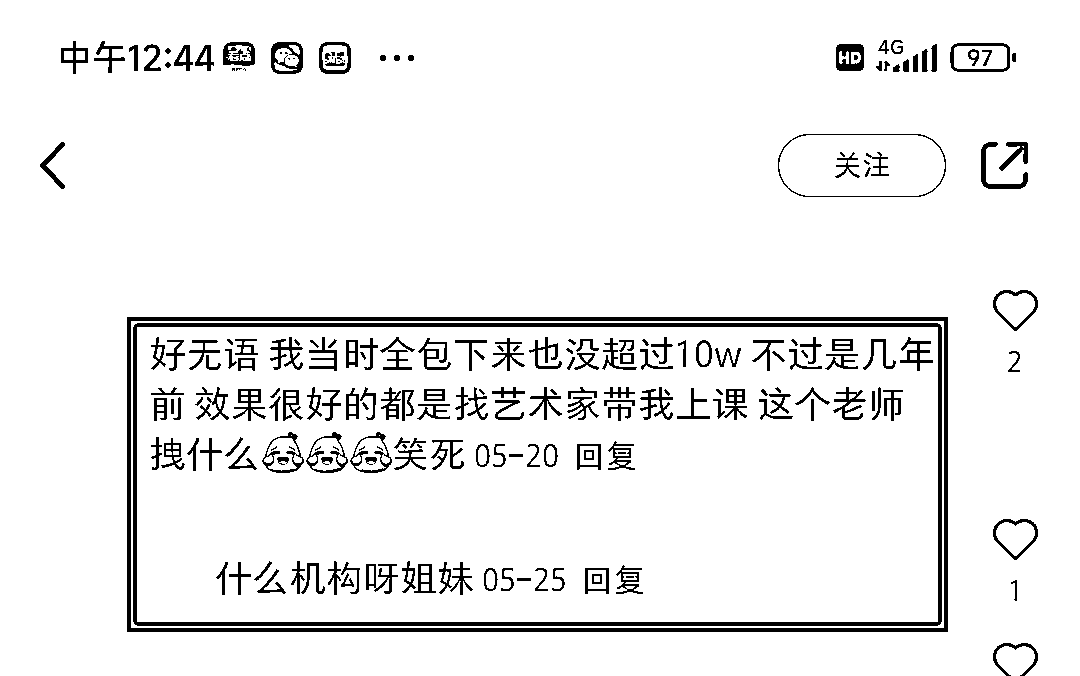 中午12:44 ... HD 4G 97
关注
好无语 我当时全包下来也没超过10w 不过是几年
前 效果很好的都是找艺术家带我上课 这个老师
拽什么笑死 05-20 回复
2
什么机构呀姐妹 05-25 回复
1